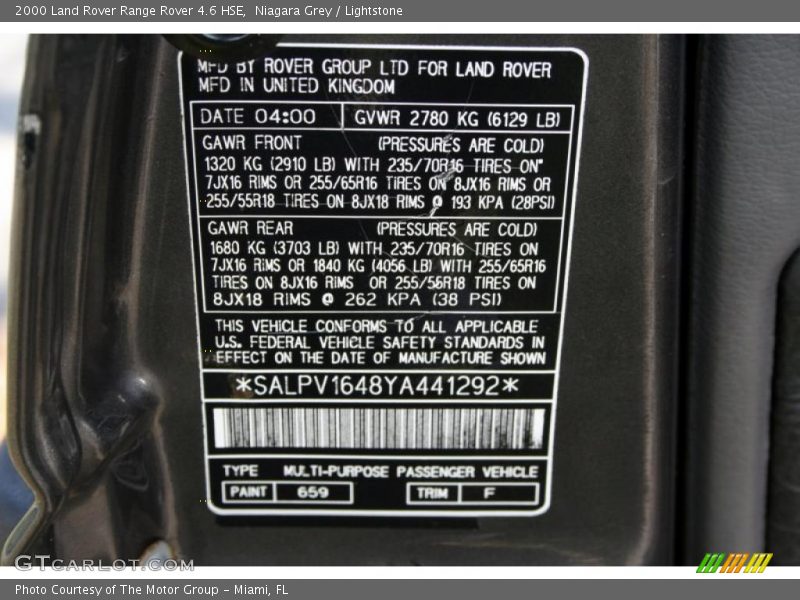 2000 Land Rover Range Rover 4.6 HSE, Niagara Grey / Lightstone
MFD BY ROVER GROUP LTD FOR LAND ROVER
MFD IN UNITED KINGDOM
DATE 04:00 GVWR 2780 KG (6129 LB)
GAWR FRONT (PRESSURES ARE COLD)
1320 KG (2910 LB) WITH 235/70R16 TIRES ON"
7JX16 RIMS OR 255/65R16 TIRES ON 8JX16 RIMS OR
255/55R18 TIRES ON 8JX18 RIMS @ 193 KPA (28PSI)
GAWR REAR (PRESSURES ARE COLD)
1680 KG (3703 LB) WITH 235/70R16 TIRES ON
7JX16 RIMS OR 1840 KG (4056 LB) WITH 255/65R16
TIRES ON 8JX16 RIMS OR 255/55R18 TIRES ON
8JX18 RIMS @ 262 KPA (38 PSI)
THIS VEHICLE CONFORMS TO ALL APPLICABLE
U.S. FEDERAL VEHICLE SAFETY STANDARDS IN
EFFECT ON THE DATE OF MANUFACTURE SHOWN
*SALPV1648YA441292*
TYPE MULTI-PURPOSE PASSENGER VEHICLE
PAINT 659 TRIM F
GTCARLOT.COM
Photo Courtesy of The Motor Group - Miami, FL